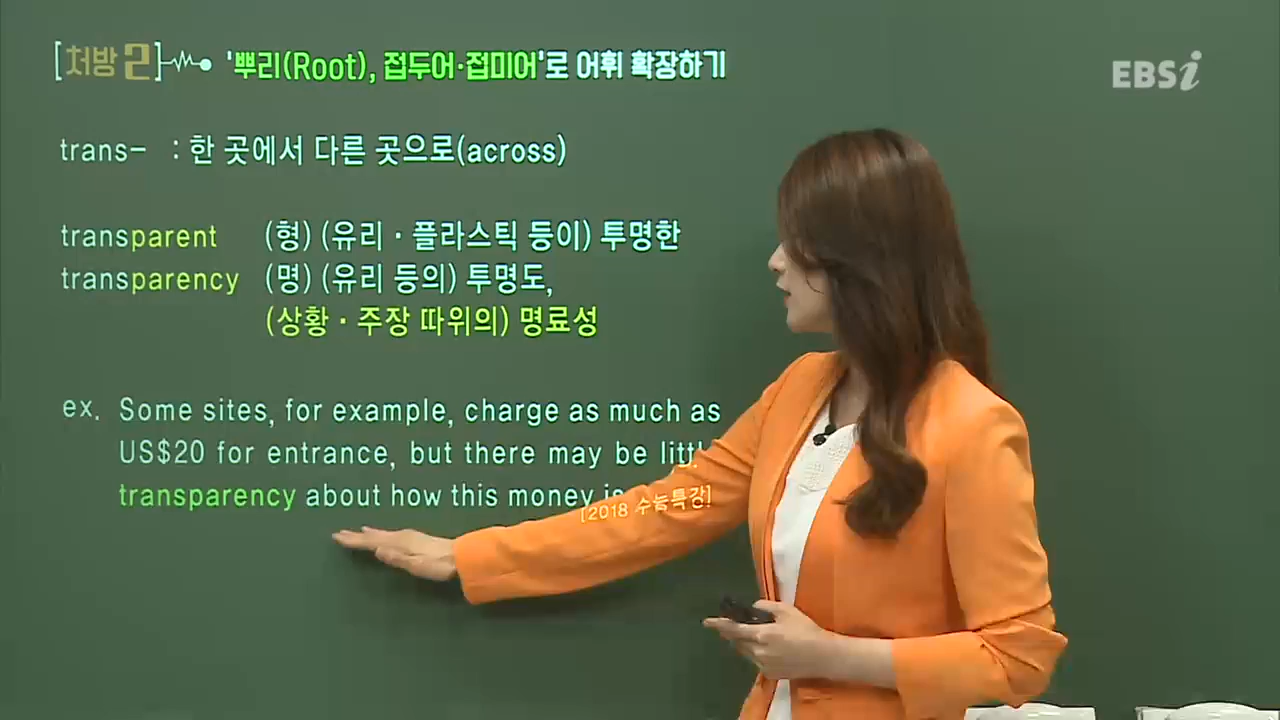 [처방 2] '뿌리(Root), 접두어·접미어'로 어휘 확장하기
EBSi
trans- : 한 곳에서 다른 곳으로(across)
transparent (형) (유리·플라스틱 등이) 투명한
transparency (명) (유리 등의) 투명도,
(상황·주장 따위의) 명료성
ex. Some sites, for example, charge as much as
US$20 for entrance, but there may be
transparency about how this money
[2018 수능특강]